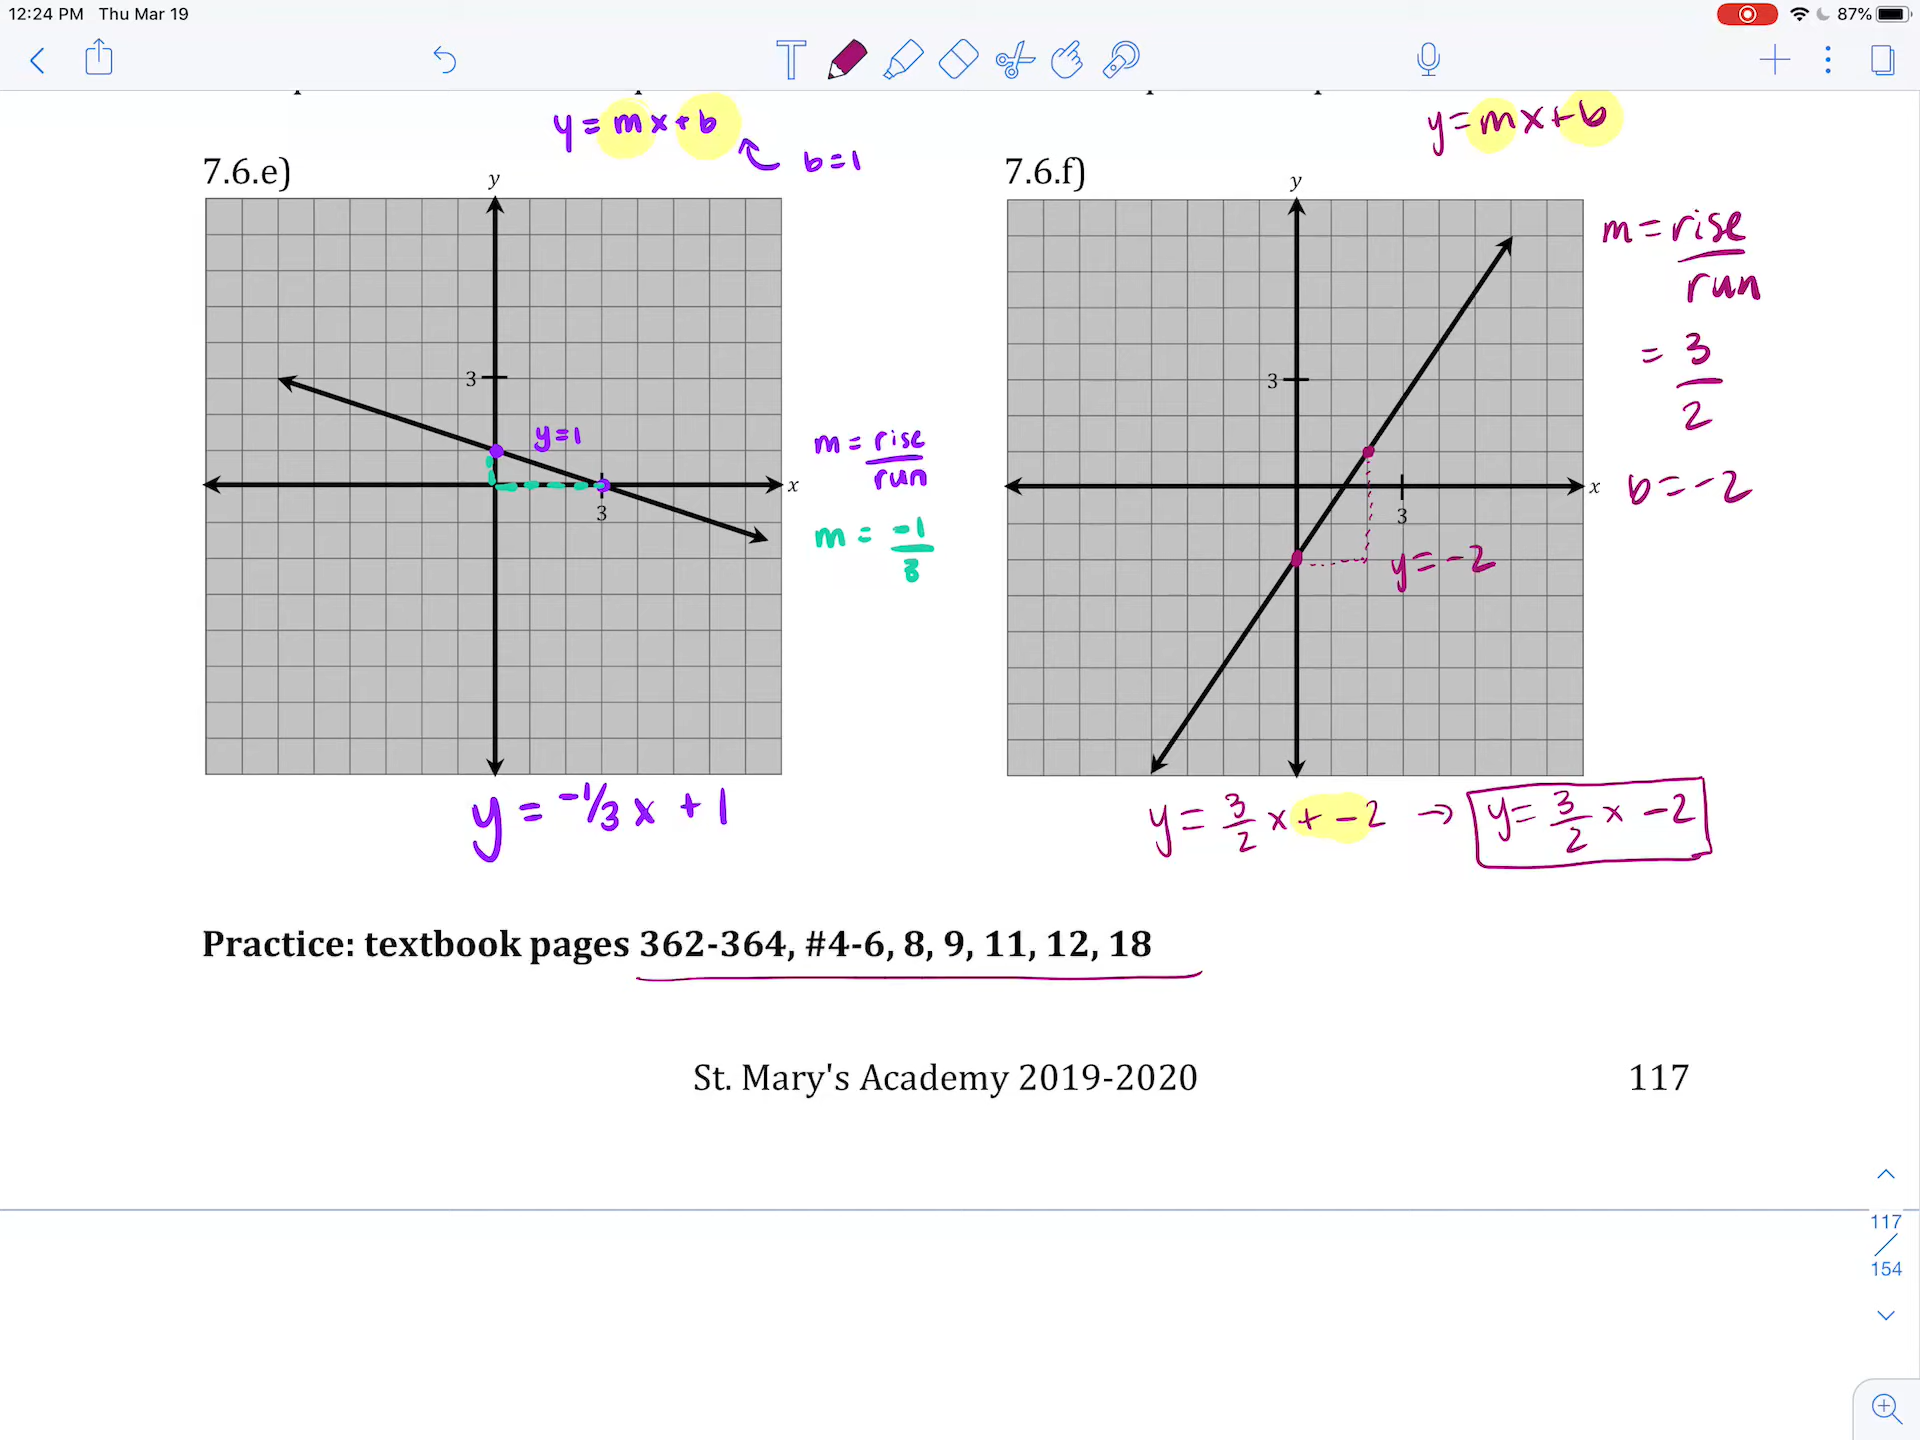 12:24 PM Thu Mar 19
87%
y = mx + b
b = 1
7.6.e)
y
3
y = 1
x
3
m = rise
run
m = -1
3
y = -1/3 x + 1
y = mx + b
7.6.f)
y
m = rise
run
= 3
2
3
x
3
b = -2
y = -2
y = 3/2 x + -2 → y = 3/2 x - 2
Practice: textbook pages 362-364, #4-6, 8, 9, 11, 12, 18
St. Mary's Academy 2019-2020
117
117
154